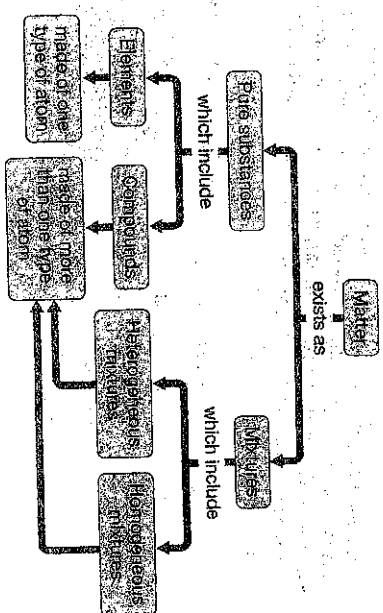 Matter
exists as
Pure substances
Mixtures
which include
which include
Elements
Compounds
Heterogeneous
mixtures
Homogeneous
mixtures
made of one
type of atom
made of more
than one type
of atom